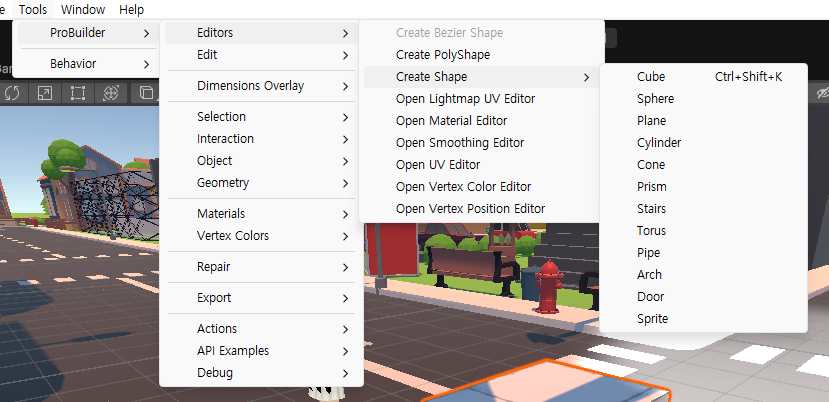 Tools Window Help
ProBuilder
Behavior
Editors
Edit
Dimensions Overlay
Selection
Interaction
Object
Geometry
Materials
Vertex Colors
Repair
Export
Actions
API Examples
Debug
Create Bezier Shape
Create PolyShape
Create Shape
Open Lightmap UV Editor
Open Material Editor
Open Smoothing Editor
Open UV Editor
Open Vertex Color Editor
Open Vertex Position Editor
Cube Ctrl+Shift+K
Sphere
Plane
Cylinder
Cone
Prism
Stairs
Torus
Pipe
Arch
Door
Sprite